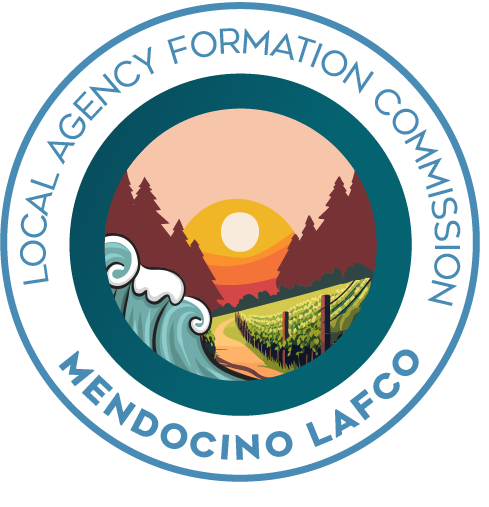 LOCAL AGENCY FORMATION COMMISSION
MENDOCINO LAFCO